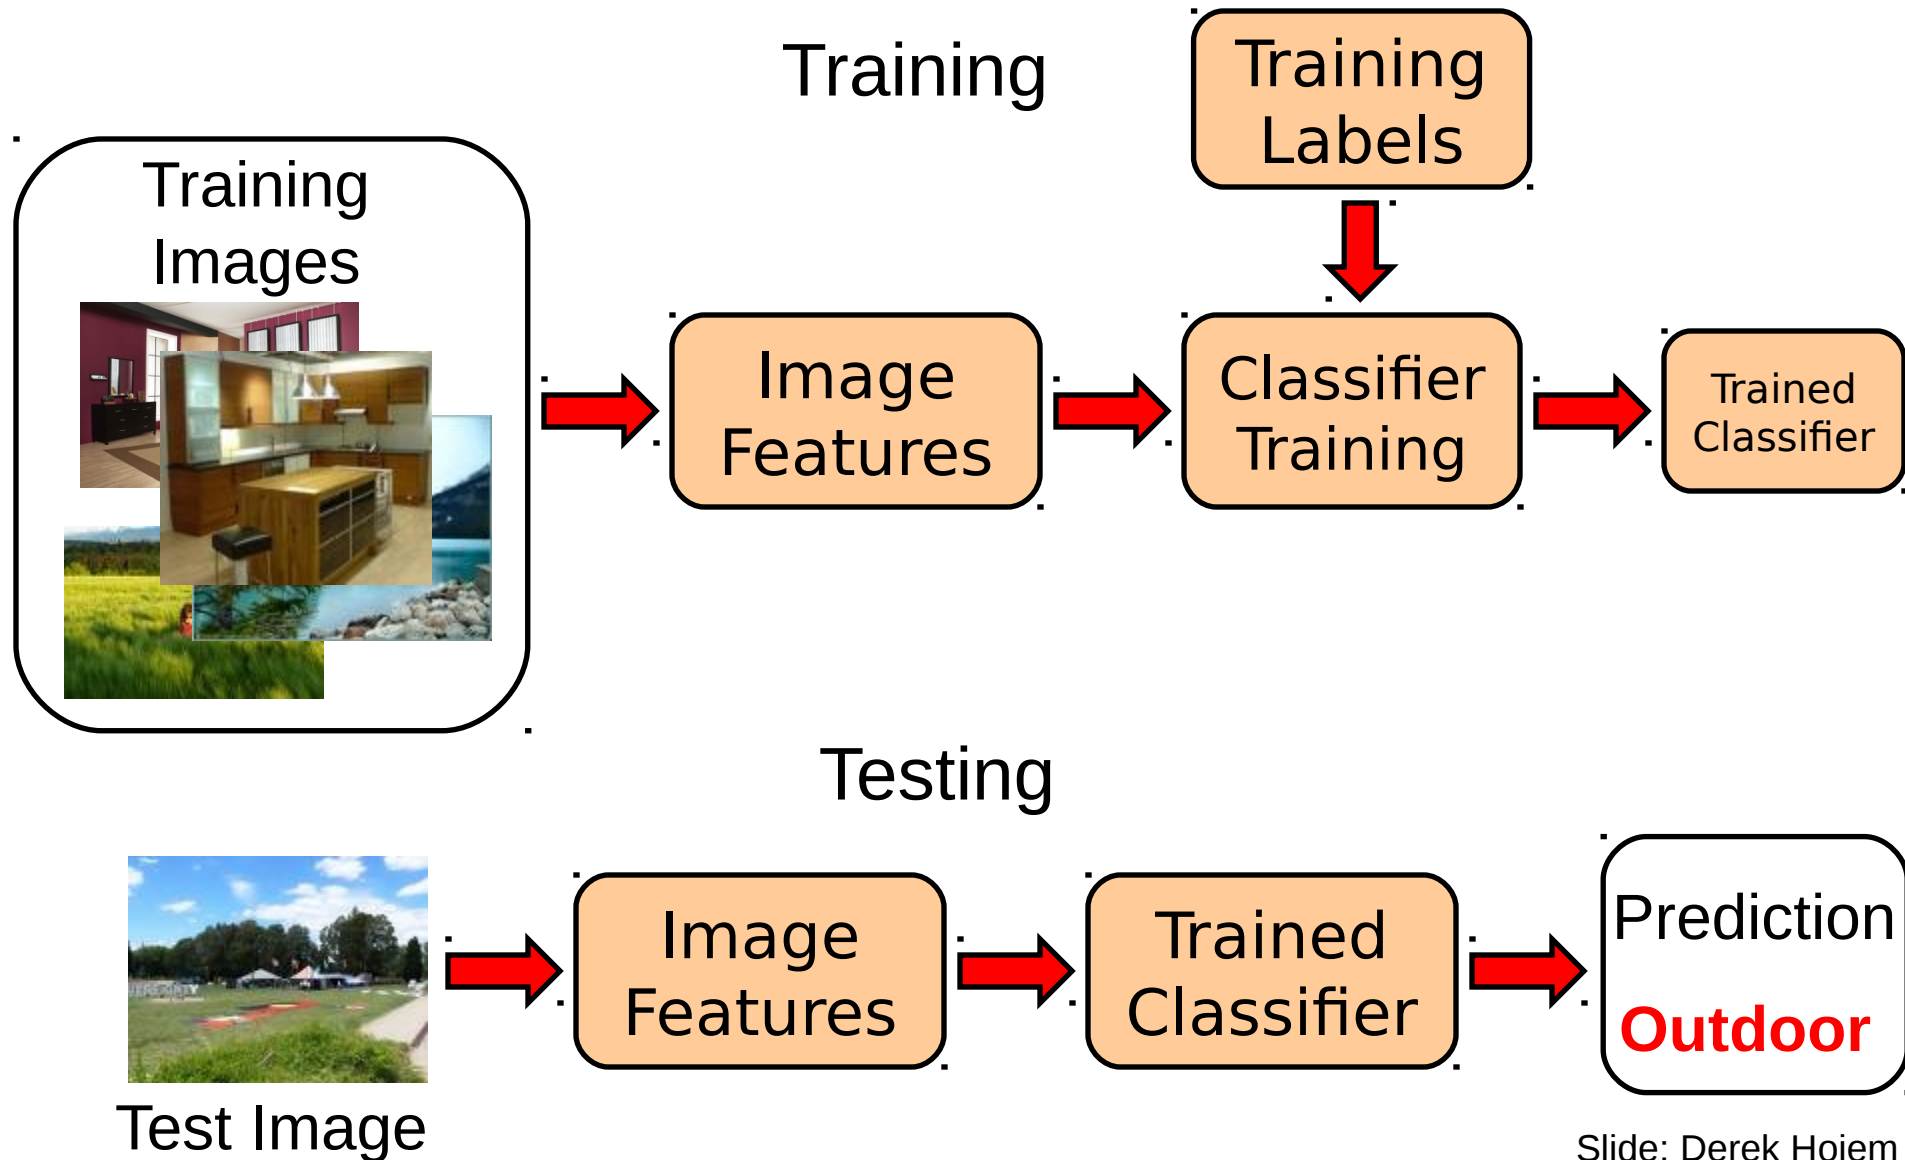 Training
Training
Labels
Training
Images
Image
Features
Classifier
Training
Trained
Classifier
Testing
Image
Features
Trained
Classifier
Prediction
Outdoor
Test Image
Slide: Derek Hoiem